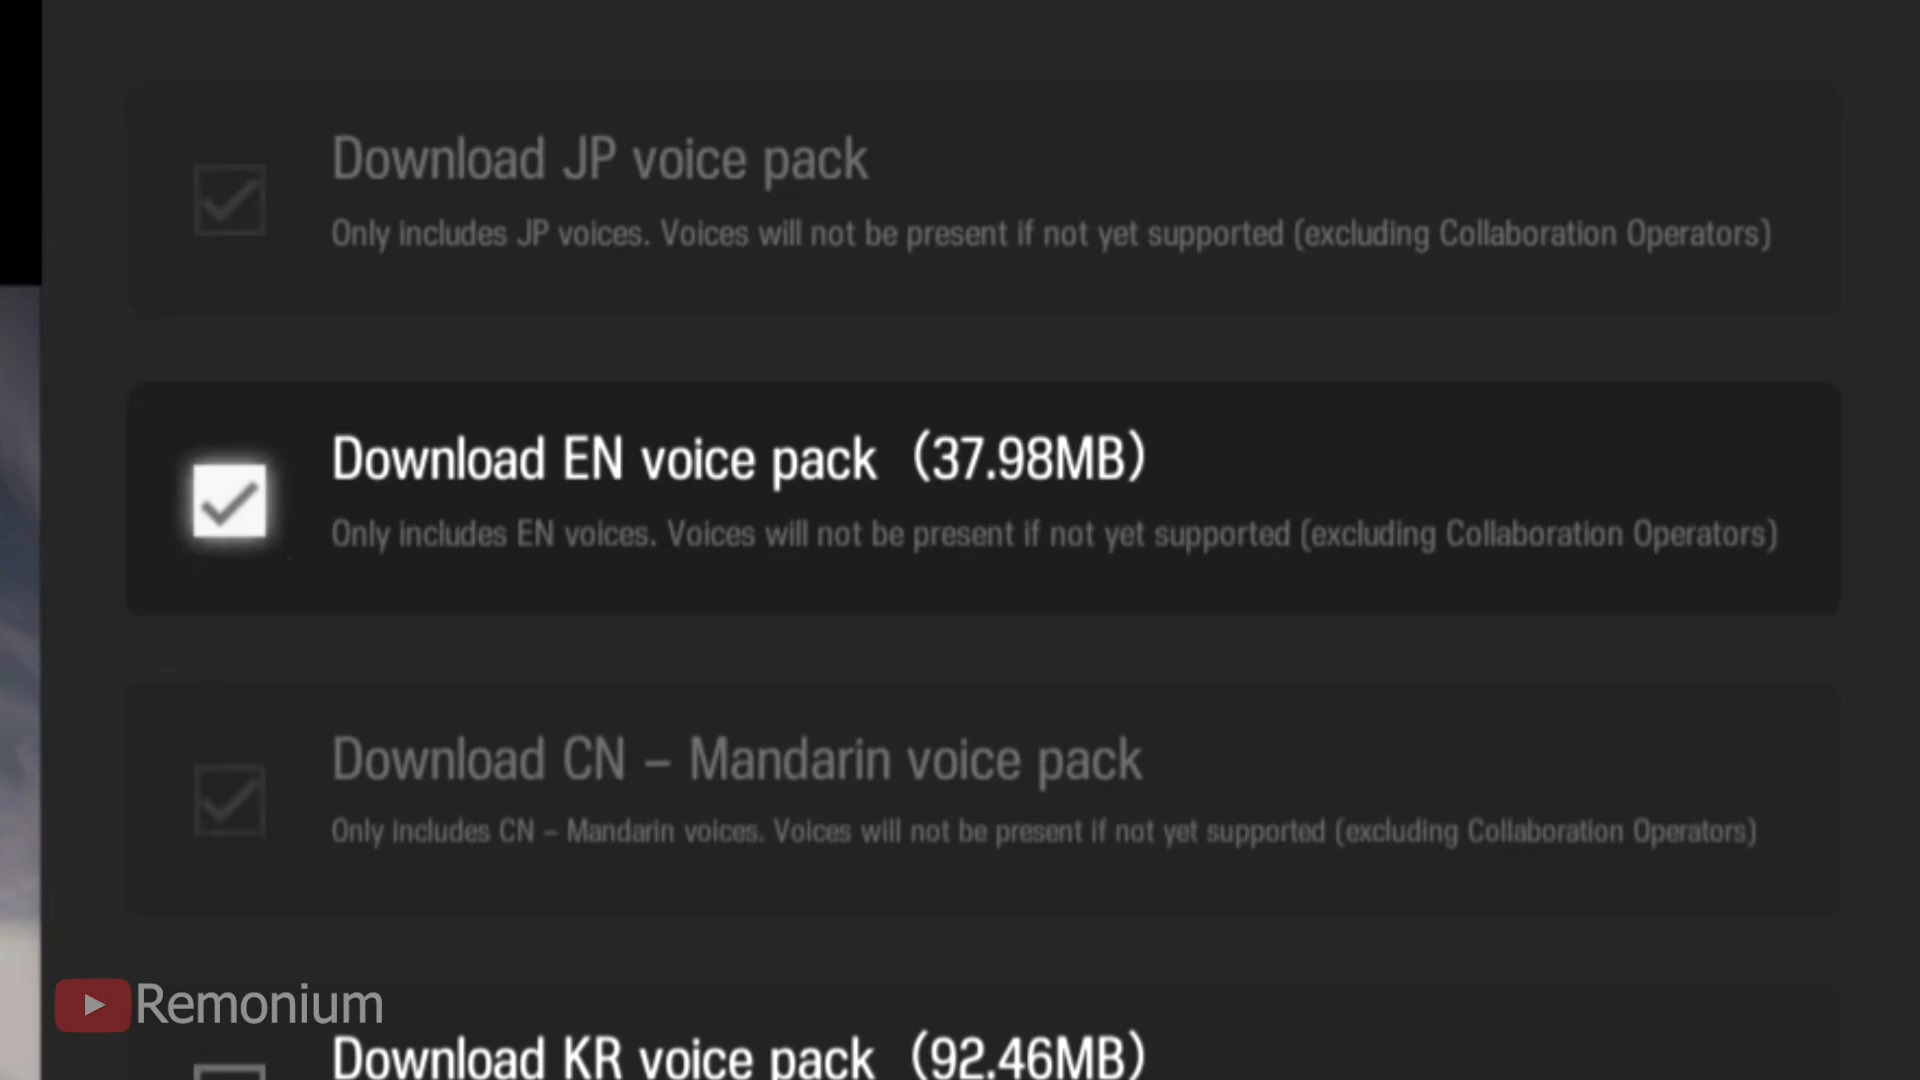 Download JP voice pack
Only includes JP voices. Voices will not be present if not yet supported (excluding Collaboration Operators)
Download EN voice pack (37.98MB)
Only includes EN voices. Voices will not be present if not yet supported (excluding Collaboration Operators)
Download CN – Mandarin voice pack
Only includes CN – Mandarin voices. Voices will not be present if not yet supported (excluding Collaboration Operators)
Remonium
Download KR voice pack (92.46MB)